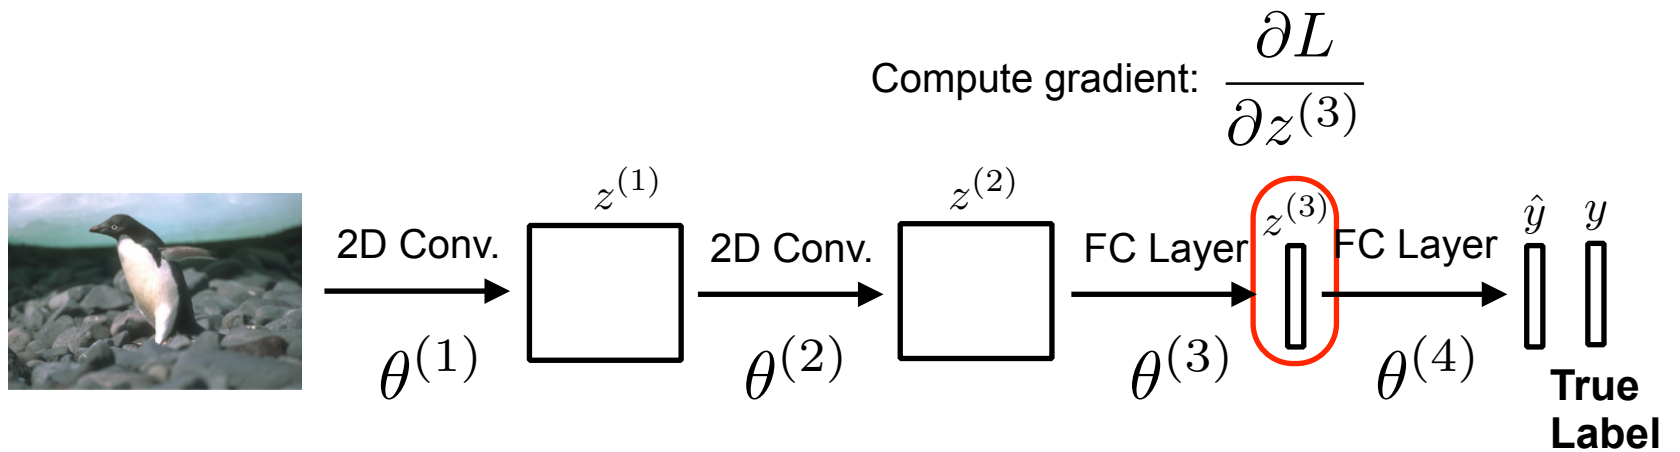 Compute gradient: ∂L / ∂z^(3)
z^(1) z^(2) z^(3) ŷ y
2D Conv. 2D Conv. FC Layer FC Layer
θ^(1) θ^(2) θ^(3) θ^(4)
True
Label